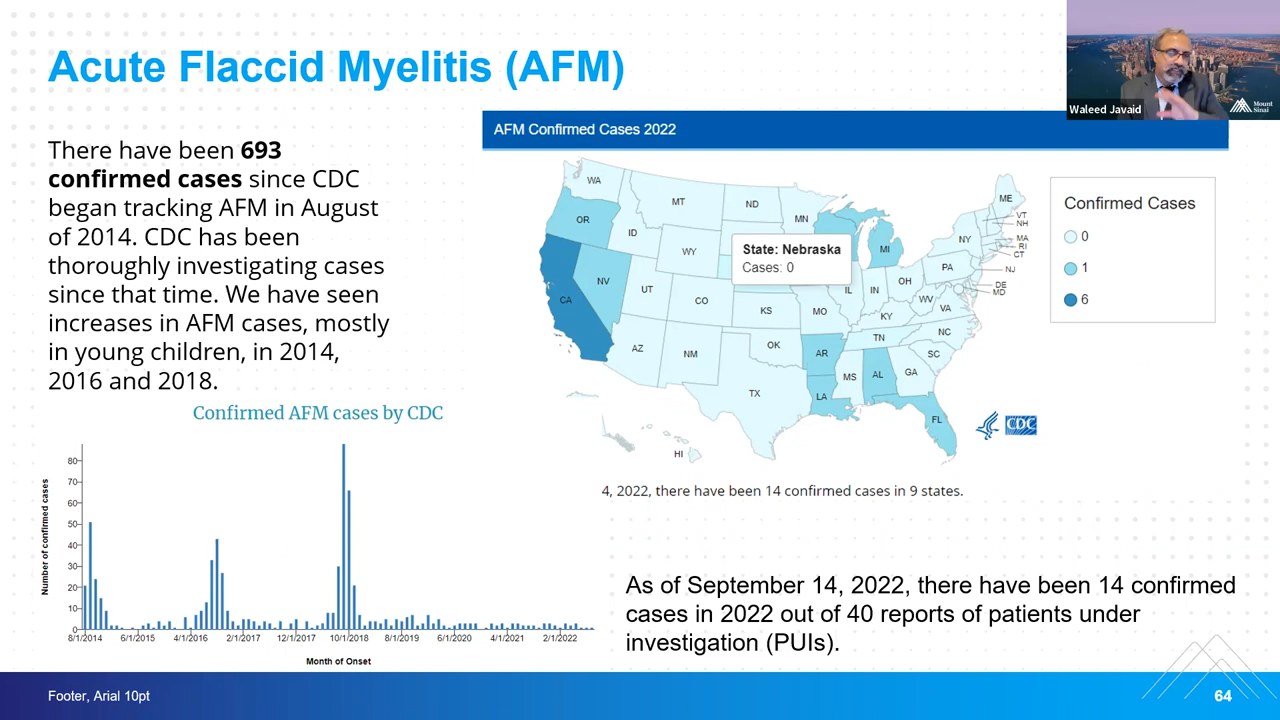 Acute Flaccid Myelitis (AFM)
Waleed Javaid
Mount
Sinai
There have been 693
confirmed cases since CDC
began tracking AFM in August
of 2014. CDC has been
thoroughly investigating cases
since that time. We have seen
increases in AFM cases, mostly
in young children, in 2014,
2016 and 2018.
AFM Confirmed Cases 2022
WA
MT
ND
MN
ME
VT
NH
OR
ID
WY
State: Nebraska
Cases: 0
MI
NY
MA
RI
CT
NV
UT
CO
KS
MO
IL
IN
OH
PA
NJ
DE
MD
CA
WV
VA
KY
AZ
NM
OK
AR
TN
NC
SC
TX
LA
MS
AL
GA
FL
HI
CDC
Confirmed Cases
0
1
6
4, 2022, there have been 14 confirmed cases in 9 states.
Confirmed AFM cases by CDC
Number of confirmed cases
80
70
60
50
40
30
20
10
0
8/1/2014 6/1/2015 4/1/2016 2/1/2017 12/1/2017 10/1/2018 8/1/2019 6/1/2020 4/1/2021 2/1/2022
Month of Onset
As of September 14, 2022, there have been 14 confirmed
cases in 2022 out of 40 reports of patients under
investigation (PUIs).
Footer, Arial 10pt
64